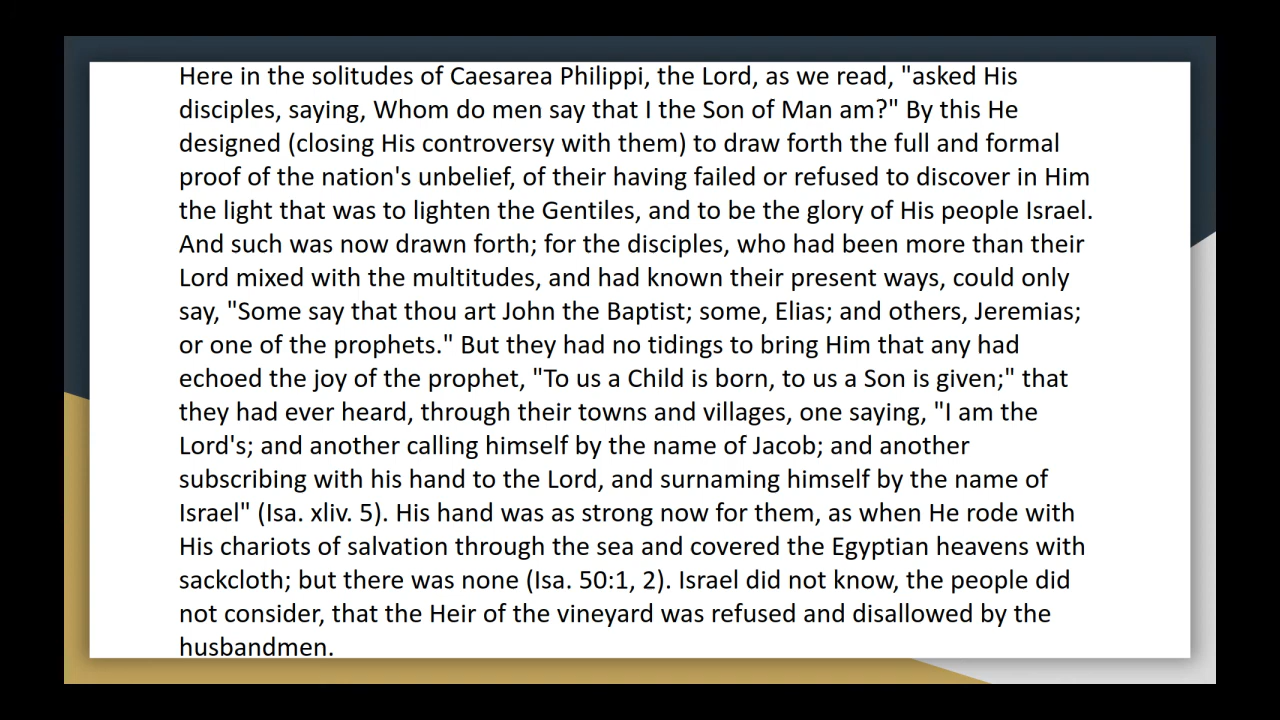 Here in the solitudes of Caesarea Philippi, the Lord, as we read, "asked His
disciples, saying, Whom do men say that I the Son of Man am?" By this He
designed (closing His controversy with them) to draw forth the full and formal
proof of the nation's unbelief, of their having failed or refused to discover in Him
the light that was to lighten the Gentiles, and to be the glory of His people Israel.
And such was now drawn forth; for the disciples, who had been more than their
Lord mixed with the multitudes, and had known their present ways, could only
say, "Some say that thou art John the Baptist; some, Elias; and others, Jeremias;
or one of the prophets." But they had no tidings to bring Him that any had
echoed the joy of the prophet, "To us a Child is born, to us a Son is given;" that
they had ever heard, through their towns and villages, one saying, "I am the
Lord's; and another calling himself by the name of Jacob; and another
subscribing with his hand to the Lord, and surnaming himself by the name of
Israel" (Isa. xliv. 5). His hand was as strong now for them, as when He rode with
His chariots of salvation through the sea and covered the Egyptian heavens with
sackcloth; but there was none (Isa. 50:1, 2). Israel did not know, the people did
not consider, that the Heir of the vineyard was refused and disallowed by the
husbandmen.